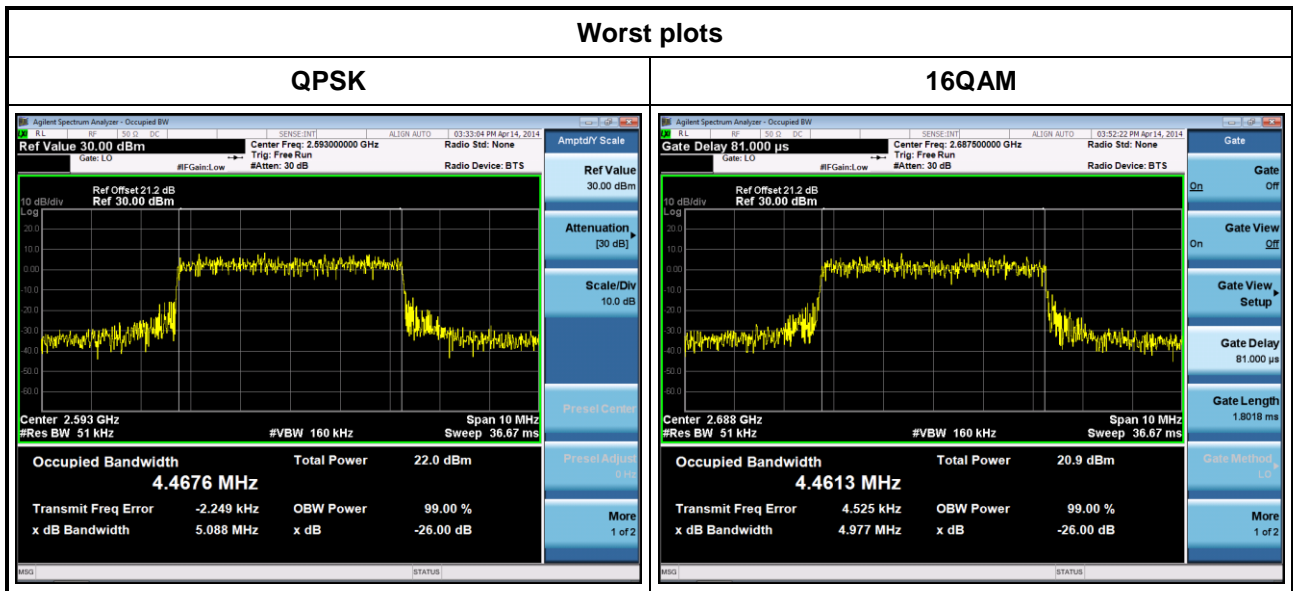 Worst plots
QPSK
16QAM
Agilent Spectrum Analyzer - Occupied BW
RL RF 50 Ω DC SENSE:INT ALIGN AUTO 03:33:04 PM Apr 14, 2014
Ref Value 30.00 dBm
Center Freq: 2.593000000 GHz
Radio Std: None
Gate: LO
Trig: Free Run
#IFGain:Low
#Atten: 30 dB
Radio Device: BTS
Ref Offset 21.2 dB
10 dB/div Ref 30.00 dBm
Log
20.0
10.0
0.00
-10.0
-20.0
-30.0
-40.0
-50.0
-60.0
Center 2.593 GHz
Span 10 MHz
#Res BW 51 kHz
#VBW 160 kHz
Sweep 36.67 ms
Occupied Bandwidth
Total Power 22.0 dBm
4.4676 MHz
Transmit Freq Error -2.249 kHz OBW Power 99.00 %
x dB Bandwidth 5.088 MHz x dB -26.00 dB
MSG
STATUS
Amptd/Y Scale
Ref Value
30.00 dBm
Attenuation
[30 dB]
Scale/Div
10.0 dB
Presel Center
Presel Adjust
0 Hz
More
1 of 2
Agilent Spectrum Analyzer - Occupied BW
RL RF 50 Ω DC SENSE:INT ALIGN AUTO 03:52:22 PM Apr 14, 2014
Gate Delay 81.000 µs
Center Freq: 2.687500000 GHz
Radio Std: None
Gate: LO
Trig: Free Run
#IFGain:Low
#Atten: 30 dB
Radio Device: BTS
Ref Offset 21.2 dB
10 dB/div Ref 30.00 dBm
Log
20.0
10.0
0.00
-10.0
-20.0
-30.0
-40.0
-50.0
-60.0
Center 2.688 GHz
Span 10 MHz
#Res BW 51 kHz
#VBW 160 kHz
Sweep 36.67 ms
Occupied Bandwidth
Total Power 20.9 dBm
4.4613 MHz
Transmit Freq Error 4.525 kHz OBW Power 99.00 %
x dB Bandwidth 4.977 MHz x dB -26.00 dB
MSG
STATUS
Gate
Gate
On Off
Gate View
On Off
Gate View
Setup
Gate Delay
81.000 µs
Gate Length
1.8018 ms
Gate Method
LO
More
1 of 2